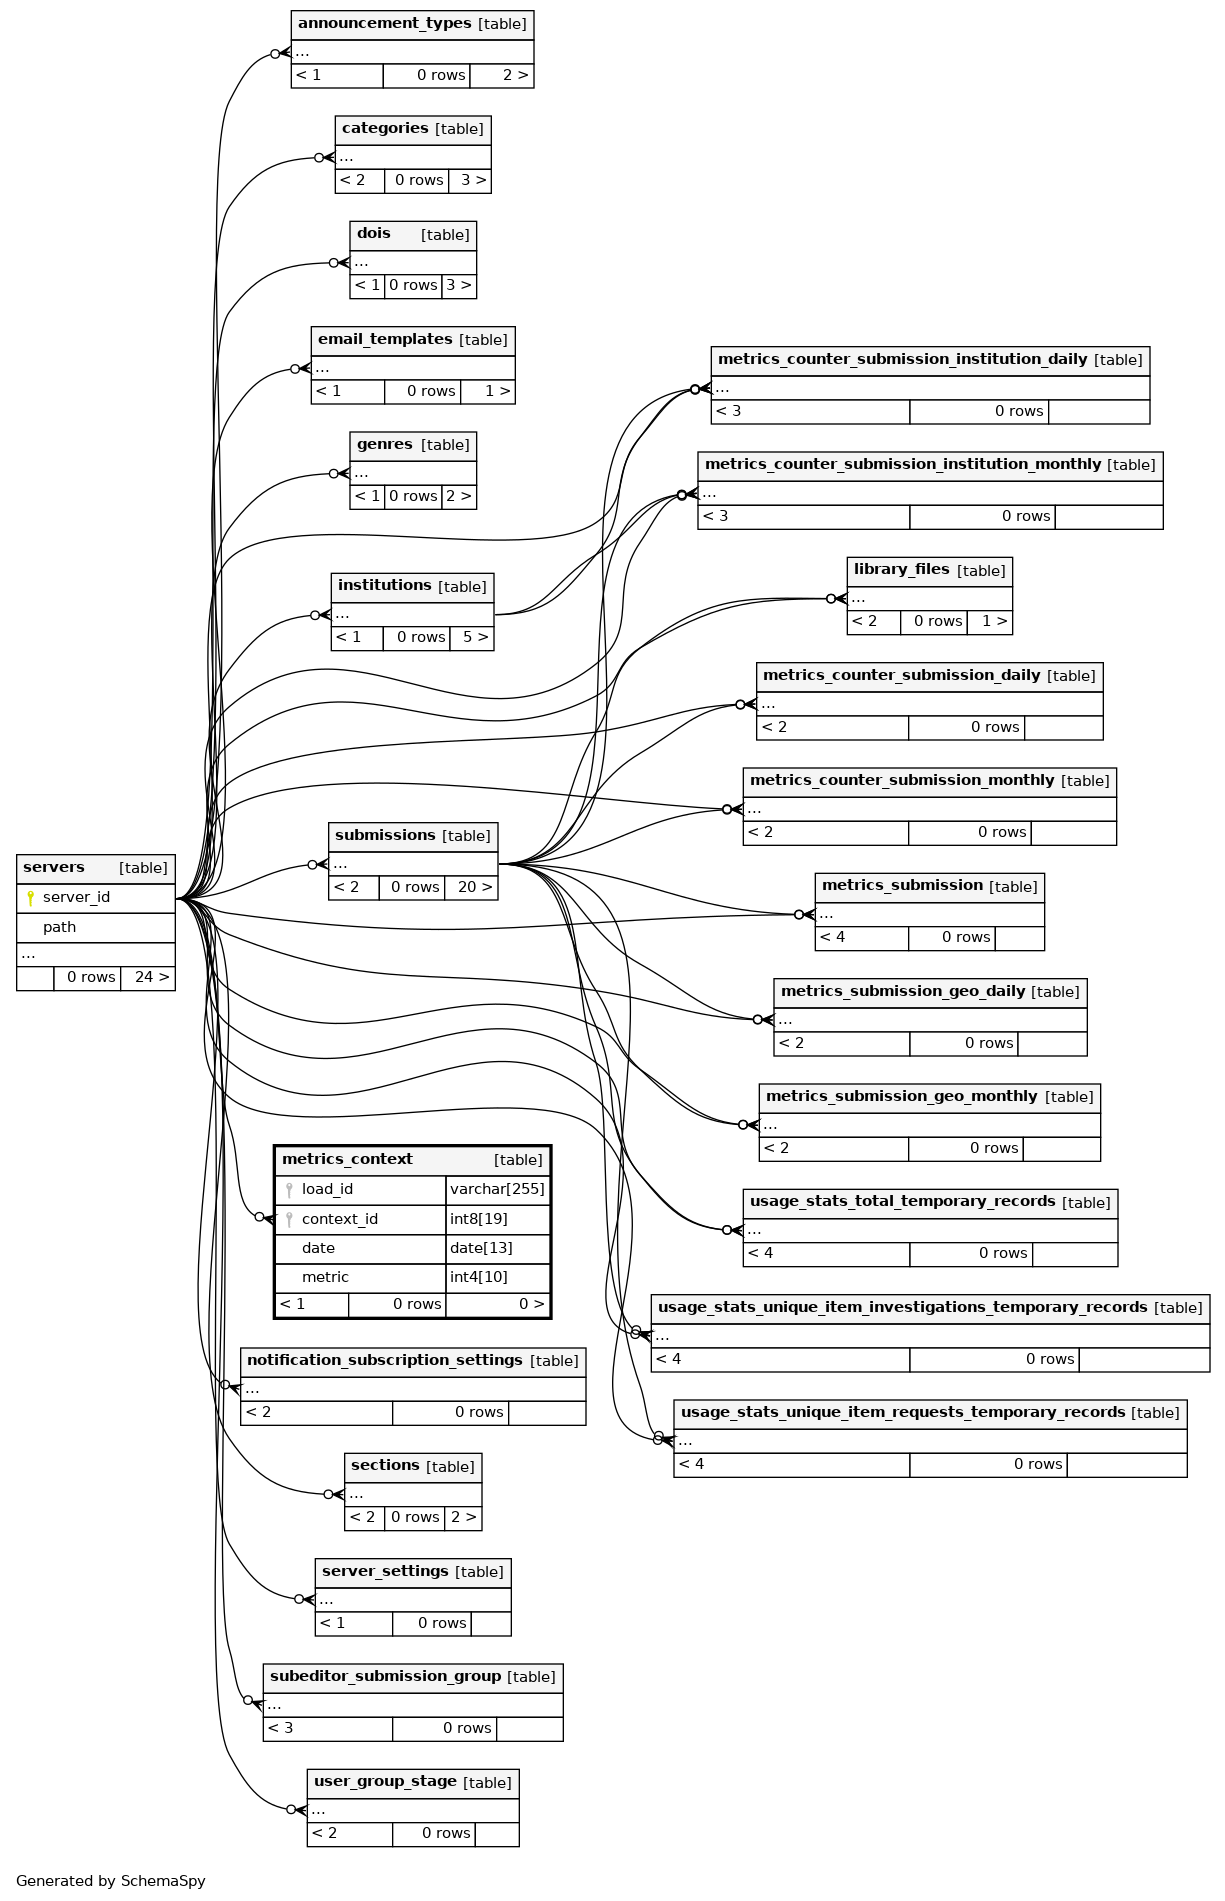 announcement_types [table]
...
< 1 0 rows 2 >
categories [table]
...
< 2 0 rows 3 >
dois [table]
...
< 1 0 rows 3 >
email_templates [table]
...
< 1 0 rows 1 >
genres [table]
...
< 1 0 rows 2 >
institutions [table]
...
< 1 0 rows 5 >
submissions [table]
...
< 2 0 rows 20 >
servers [table]
server_id
path
...
0 rows 24 >
metrics_context [table]
load_id varchar[255]
context_id int8[19]
date date[13]
metric int4[10]
< 1 0 rows 0 >
notification_subscription_settings [table]
...
< 2 0 rows
sections [table]
...
< 2 0 rows 2 >
server_settings [table]
...
< 1 0 rows
subeditor_submission_group [table]
...
< 3 0 rows
user_group_stage [table]
...
< 2 0 rows
metrics_counter_submission_institution_daily [table]
...
< 3 0 rows
metrics_counter_submission_institution_monthly [table]
...
< 3 0 rows
library_files [table]
...
< 2 0 rows 1 >
metrics_counter_submission_daily [table]
...
< 2 0 rows
metrics_counter_submission_monthly [table]
...
< 2 0 rows
metrics_submission [table]
...
< 4 0 rows
metrics_submission_geo_daily [table]
...
< 2 0 rows
metrics_submission_geo_monthly [table]
...
< 2 0 rows
usage_stats_total_temporary_records [table]
...
< 4 0 rows
usage_stats_unique_item_investigations_temporary_records [table]
...
< 4 0 rows
usage_stats_unique_item_requests_temporary_records [table]
...
< 4 0 rows
Generated by SchemaSpy